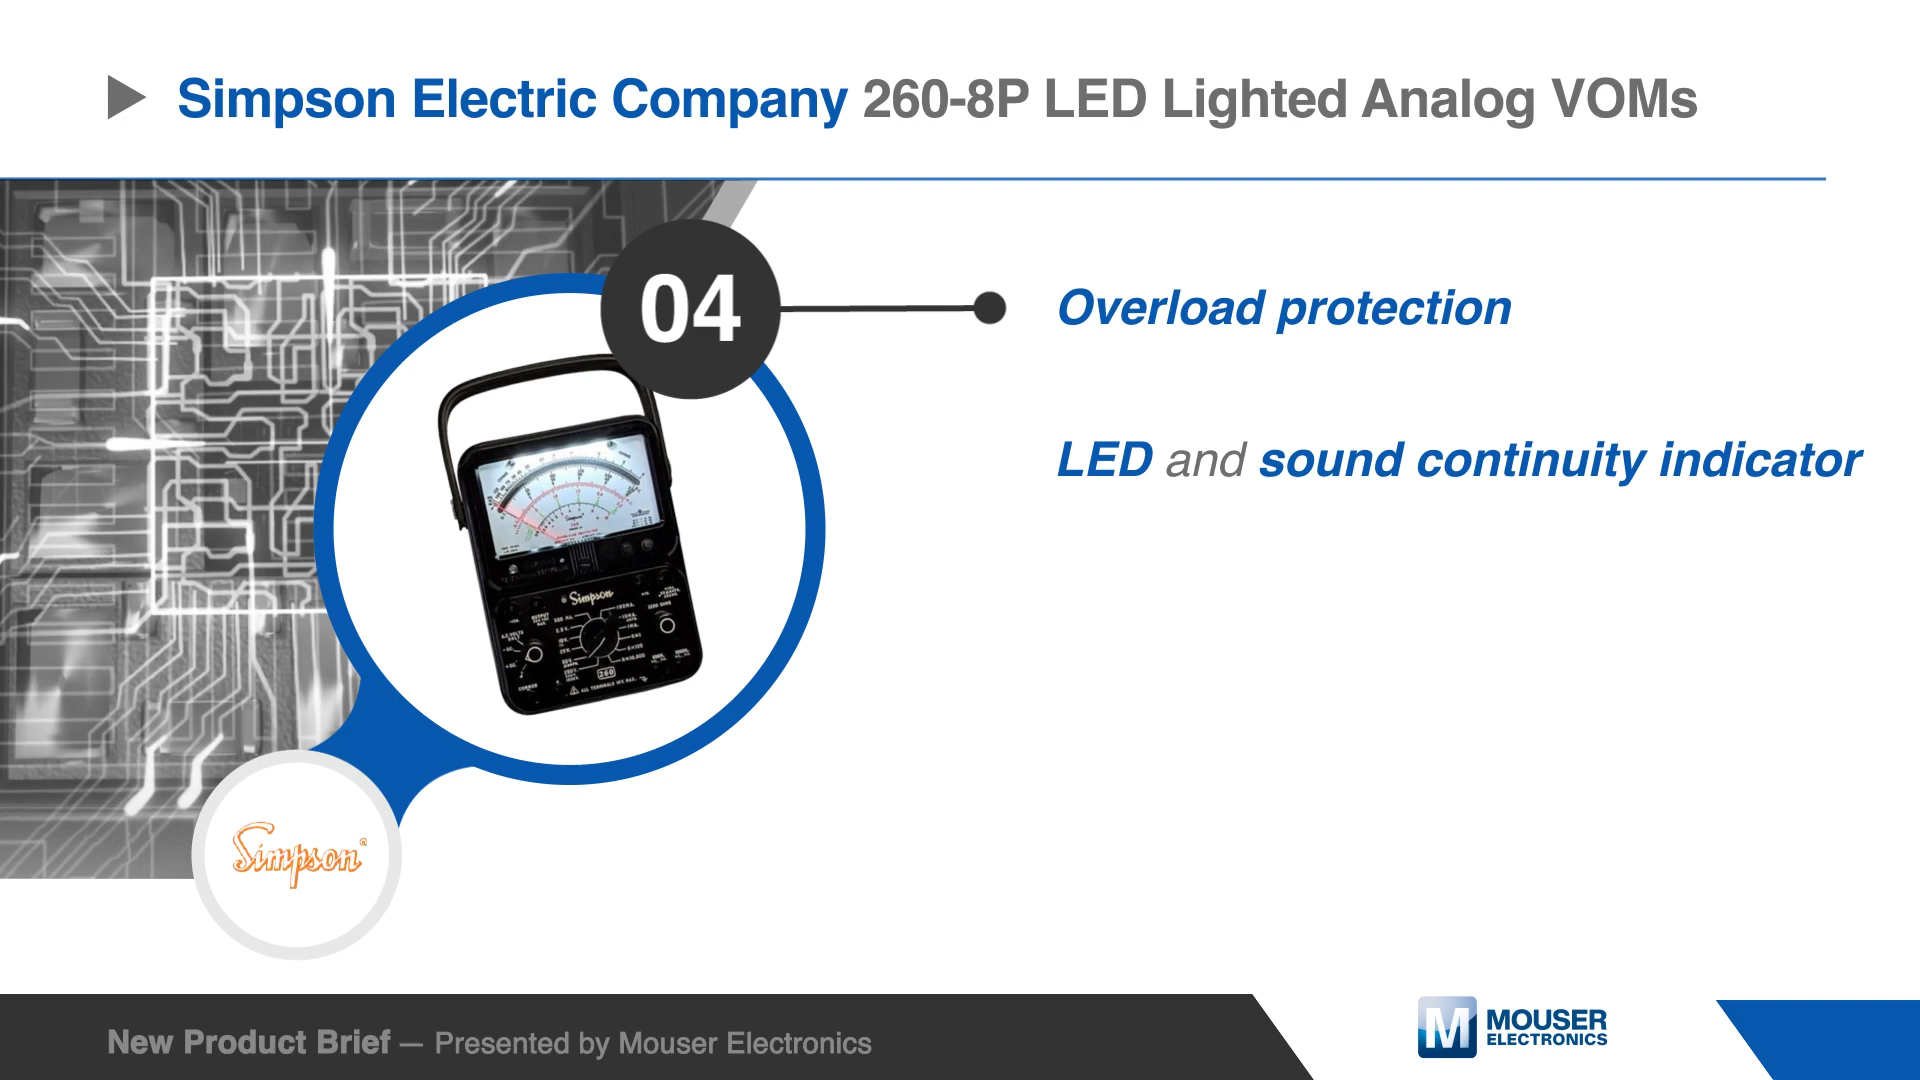 Simpson Electric Company 260-8P LED Lighted Analog VOMs
04
Overload protection
LED and sound continuity indicator
Simpson
260
Simpson®
New Product Brief — Presented by Mouser Electronics
M MOUSER
ELECTRONICS